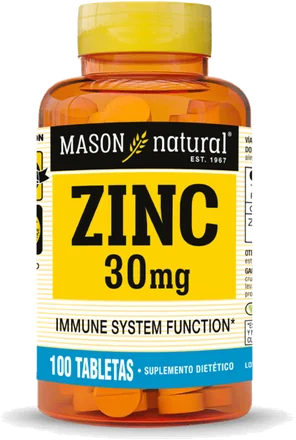 MASON natural®
EST. 1967
ZINC
30mg
IMMUNE SYSTEM FUNCTION*
100 TABLETAS • SUPLEMENTO DIETÉTICO